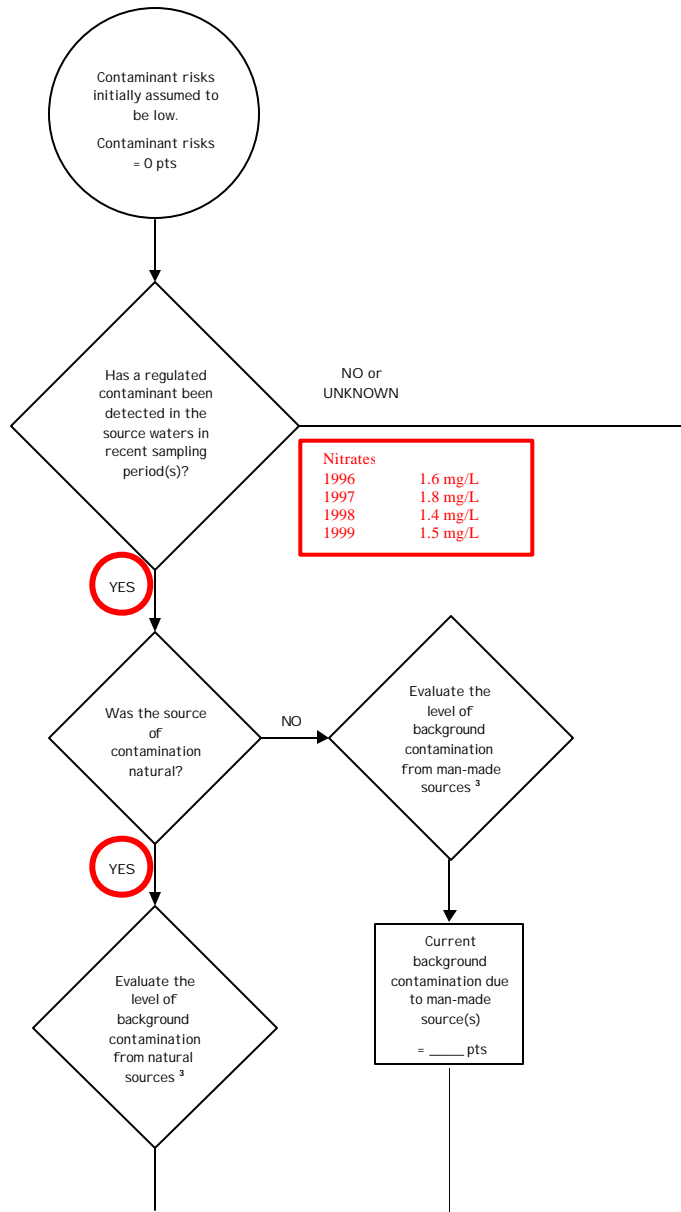 Contaminant risks
initially assumed to
be low.
Contaminant risks
= 0 pts
Has a regulated
contaminant been
detected in the
source waters in
recent sampling
period(s)?
NO or
UNKNOWN
Nitrates
1996 1.6 mg/L
1997 1.8 mg/L
1998 1.4 mg/L
1999 1.5 mg/L
YES
Was the source
of
contamination
natural?
NO
Evaluate the
level of
background
contamination
from man-made
sources ³
YES
Evaluate the
level of
background
contamination
from natural
sources ³
Current
background
contamination due
to man-made
source(s)
= _____ pts